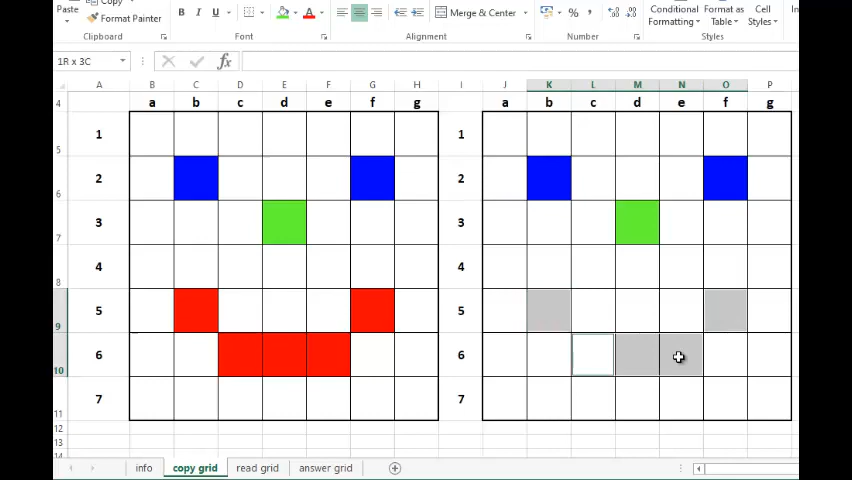 Paste
Copy
Format Painter
B I U A
Merge & Center
% ,
Conditional Formatting
Format as Table
Cell Styles
Clipboard Font Alignment Number Styles
1R x 3C fx
A B C D E F G H I J K L M N O P
4 a b c d e f g a b c d e f g
1 1
5
2 2
6
3 3
7
4 4
8
5 5
9
6 6
10
7 7
11
12
13
info copy grid read grid answer grid